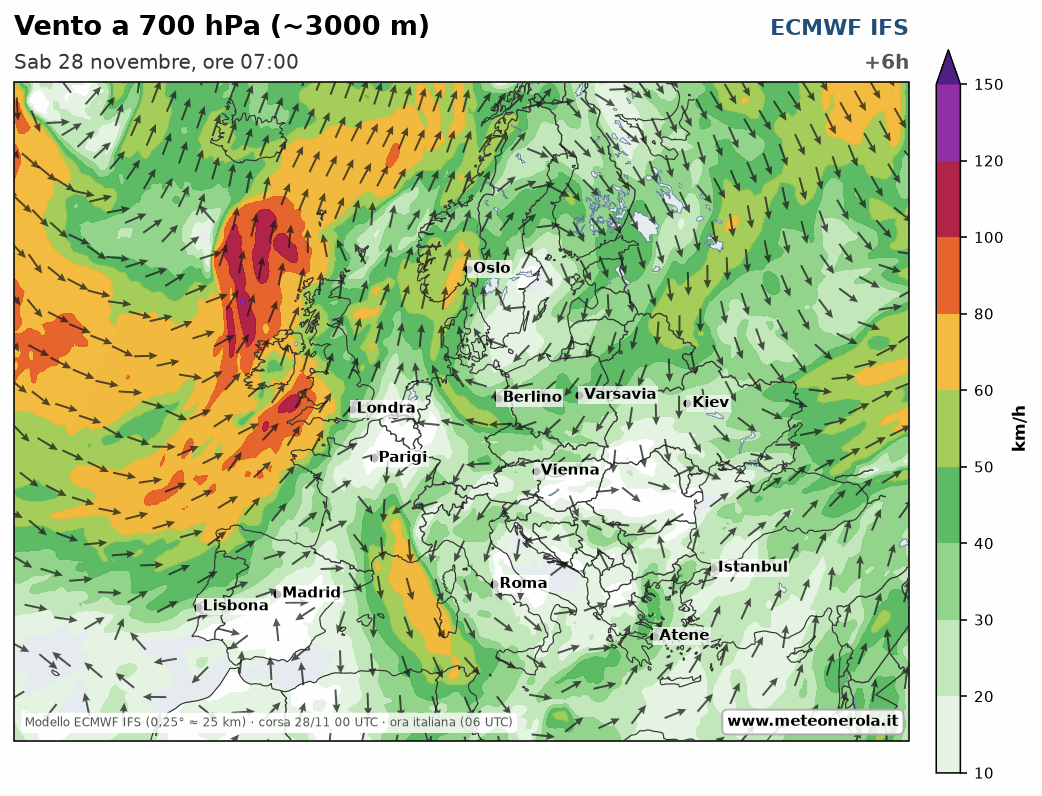 Vento a 700 hPa (~3000 m)
ECMWF IFS
Sab 28 novembre, ore 07:00
+6h
150
120
100
80
60
50
40
30
20
10
km/h
Oslo
Berlino
Varsavia
Kiev
Londra
Parigi
Vienna
Istanbul
Roma
Madrid
Lisbona
Atene
Modello ECMWF IFS (0,25° ≈ 25 km) · corsa 28/11 00 UTC · ora italiana (06 UTC)
www.meteonerola.it